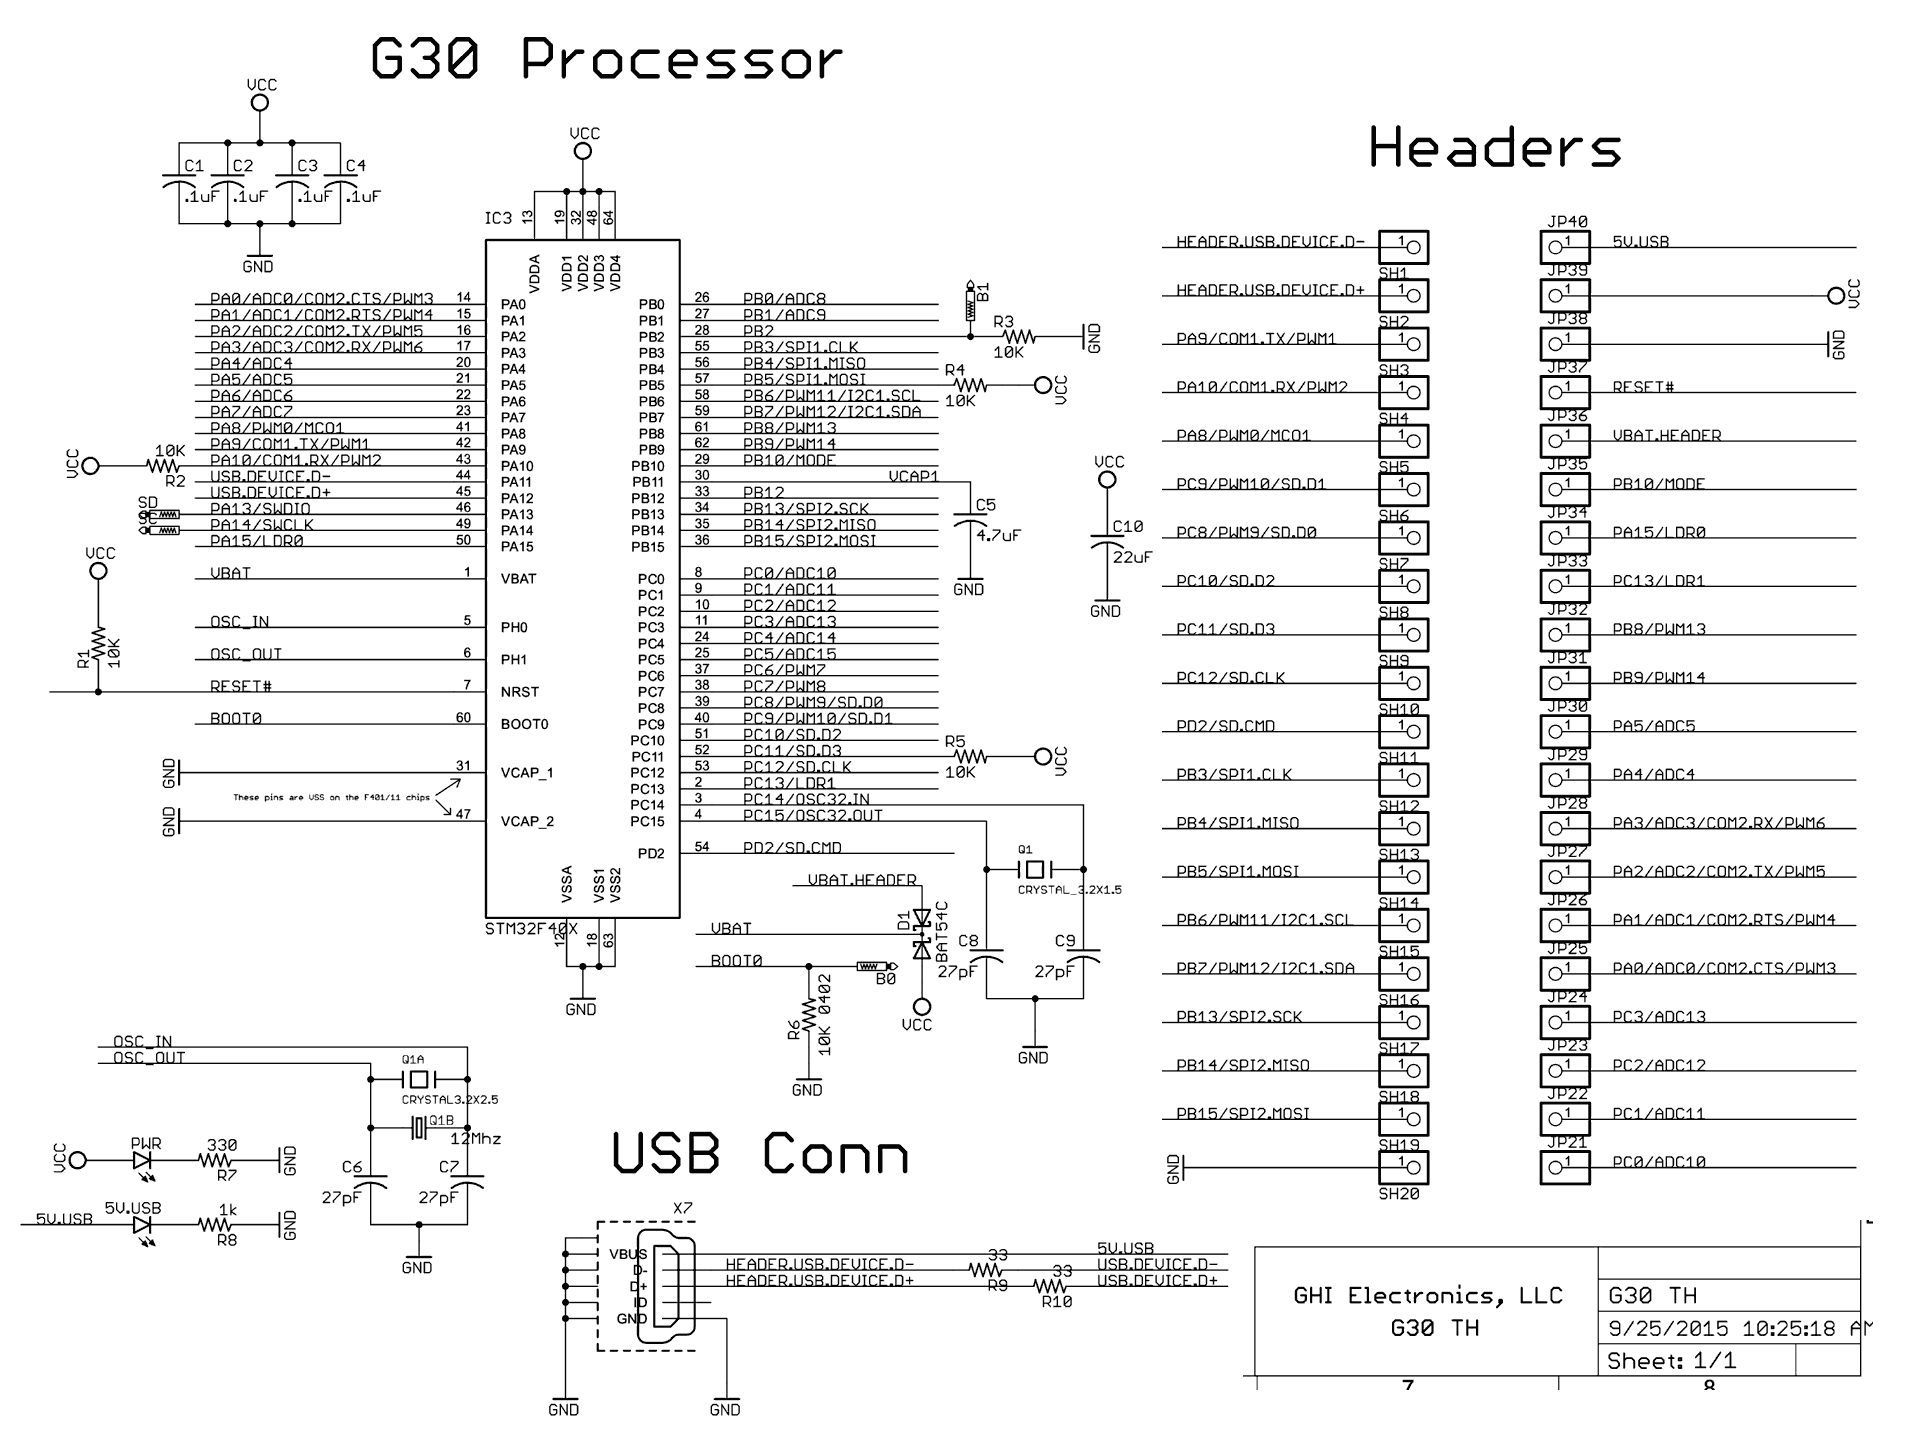 G30 Processor
VCC
C1 C2 C3 C4
.1uF .1uF .1uF .1uF
GND
VCC
IC3
13 19 32 48 64
VDDA VDD1 VDD2 VDD3 VDD4
PA0/ADC0/COM2.CTS/PWM3 14 PA0
PA1/ADC1/COM2.RTS/PWM4 15 PA1
PA2/ADC2/COM2.TX/PWM5 16 PA2
PA3/ADC3/COM2.RX/PWM6 17 PA3
PA4/ADC4 20 PA4
PA5/ADC5 21 PA5
PA6/ADC6 22 PA6
PA7/ADC7 23 PA7
PA8/PWM0/MCO1 41 PA8
PA9/COM1.TX/PWM1 42 PA9
PA10/COM1.RX/PWM2 43 PA10
USB.DEVICE.D- 44 PA11
USB.DEVICE.D+ 45 PA12
PA13/SWDIO 46 PA13
PA14/SWCLK 49 PA14
PA15/LDR0 50 PA15
VBAT 1 VBAT
OSC_IN 5 PH0
OSC_OUT 6 PH1
RESET# 7 NRST
BOOT0 60 BOOT0
GND 31 VCAP_1
These pins are VSS on the F401/11 chips
GND 47 VCAP_2
VCC 10K R2
SD
SC
VCC
R1 10K
PB0 26 PB0/ADC8
PB1 27 PB1/ADC9
PB2 28 PB2
PB3 55 PB3/SPI1.CLK
PB4 56 PB4/SPI1.MISO
PB5 57 PB5/SPI1.MOSI
PB6 58 PB6/PWM11/I2C1.SCL
PB7 59 PB7/PWM12/I2C1.SDA
PB8 61 PB8/PWM13
PB9 62 PB9/PWM14
PB10 29 PB10/MODE
PB11 30 VCAP1
PB12 33 PB12
PB13 34 PB13/SPI2.SCK
PB14 35 PB14/SPI2.MISO
PB15 36 PB15/SPI2.MOSI
PC0 8 PC0/ADC10
PC1 9 PC1/ADC11
PC2 10 PC2/ADC12
PC3 11 PC3/ADC13
PC4 24 PC4/ADC14
PC5 25 PC5/ADC15
PC6 37 PC6/PWM7
PC7 38 PC7/PWM8
PC8 39 PC8/PWM9/SD.D0
PC9 40 PC9/PWM10/SD.D1
PC10 51 PC10/SD.D2
PC11 52 PC11/SD.D3
PC12 53 PC12/SD.CLK
PC13 2 PC13/LDR1
PC14 3 PC14/OSC32.IN
PC15 4 PC15/OSC32.OUT
PD2 54 PD2/SD.CMD
VSSA VSS1 VSS2
STM32F40X
12 18 63
GND
B1
R3 10K GND
R4 10K VCC
C5 4.7uF
GND
VCC
C10
22uF
GND
R5 10K VCC
Q1
CRYSTAL_3.2X1.5
C8 C9
27pF 27pF
GND
VBAT.HEADER
D1 BAT54C
VBAT
BOOT0
B0
VCC
R6 10K 0402
GND
OSC_IN
OSC_OUT
Q1A
CRYSTAL3.2X2.5
Q1B
12Mhz
C6 C7
27pF 27pF
GND
VCC PWR 330 R7 GND
5V.USB 5V.USB 1k R8 GND
USB Conn
X7
VBUS 5V.USB
D- HEADER.USB.DEVICE.D- 33 R9 USB.DEVICE.D-
D+ HEADER.USB.DEVICE.D+ 33 R10 USB.DEVICE.D+
ID
GND
GND GND
Headers
HEADER.USB.DEVICE.D- 1 SH1
HEADER.USB.DEVICE.D+ 1 SH2
PA9/COM1.TX/PWM1 1 SH3
PA10/COM1.RX/PWM2 1 SH4
PA8/PWM0/MCO1 1 SH5
PC9/PWM10/SD.D1 1 SH6
PC8/PWM9/SD.D0 1 SH7
PC10/SD.D2 1 SH8
PC11/SD.D3 1 SH9
PC12/SD.CLK 1 SH10
PD2/SD.CMD 1 SH11
PB3/SPI1.CLK 1 SH12
PB4/SPI1.MISO 1 SH13
PB5/SPI1.MOSI 1 SH14
PB6/PWM11/I2C1.SCL 1 SH15
PB7/PWM12/I2C1.SDA 1 SH16
PB13/SPI2.SCK 1 SH17
PB14/SPI2.MISO 1 SH18
PB15/SPI2.MOSI 1 SH19
GND 1 SH20
JP40 1 5V.USB
JP39 1 VCC
JP38 1 GND
JP37 1 RESET#
JP36 1 VBAT.HEADER
JP35 1 PB10/MODE
JP34 1 PA15/LDR0
JP33 1 PC13/LDR1
JP32 1 PB8/PWM13
JP31 1 PB9/PWM14
JP30 1 PA5/ADC5
JP29 1 PA4/ADC4
JP28 1 PA3/ADC3/COM2.RX/PWM6
JP27 1 PA2/ADC2/COM2.TX/PWM5
JP26 1 PA1/ADC1/COM2.RTS/PWM4
JP25 1 PA0/ADC0/COM2.CTS/PWM3
JP24 1 PC3/ADC13
JP23 1 PC2/ADC12
JP22 1 PC1/ADC11
JP21 1 PC0/ADC10
GHI Electronics, LLC
G30 TH
G30 TH
9/25/2015 10:25:18 AM
Sheet: 1/1
7 8